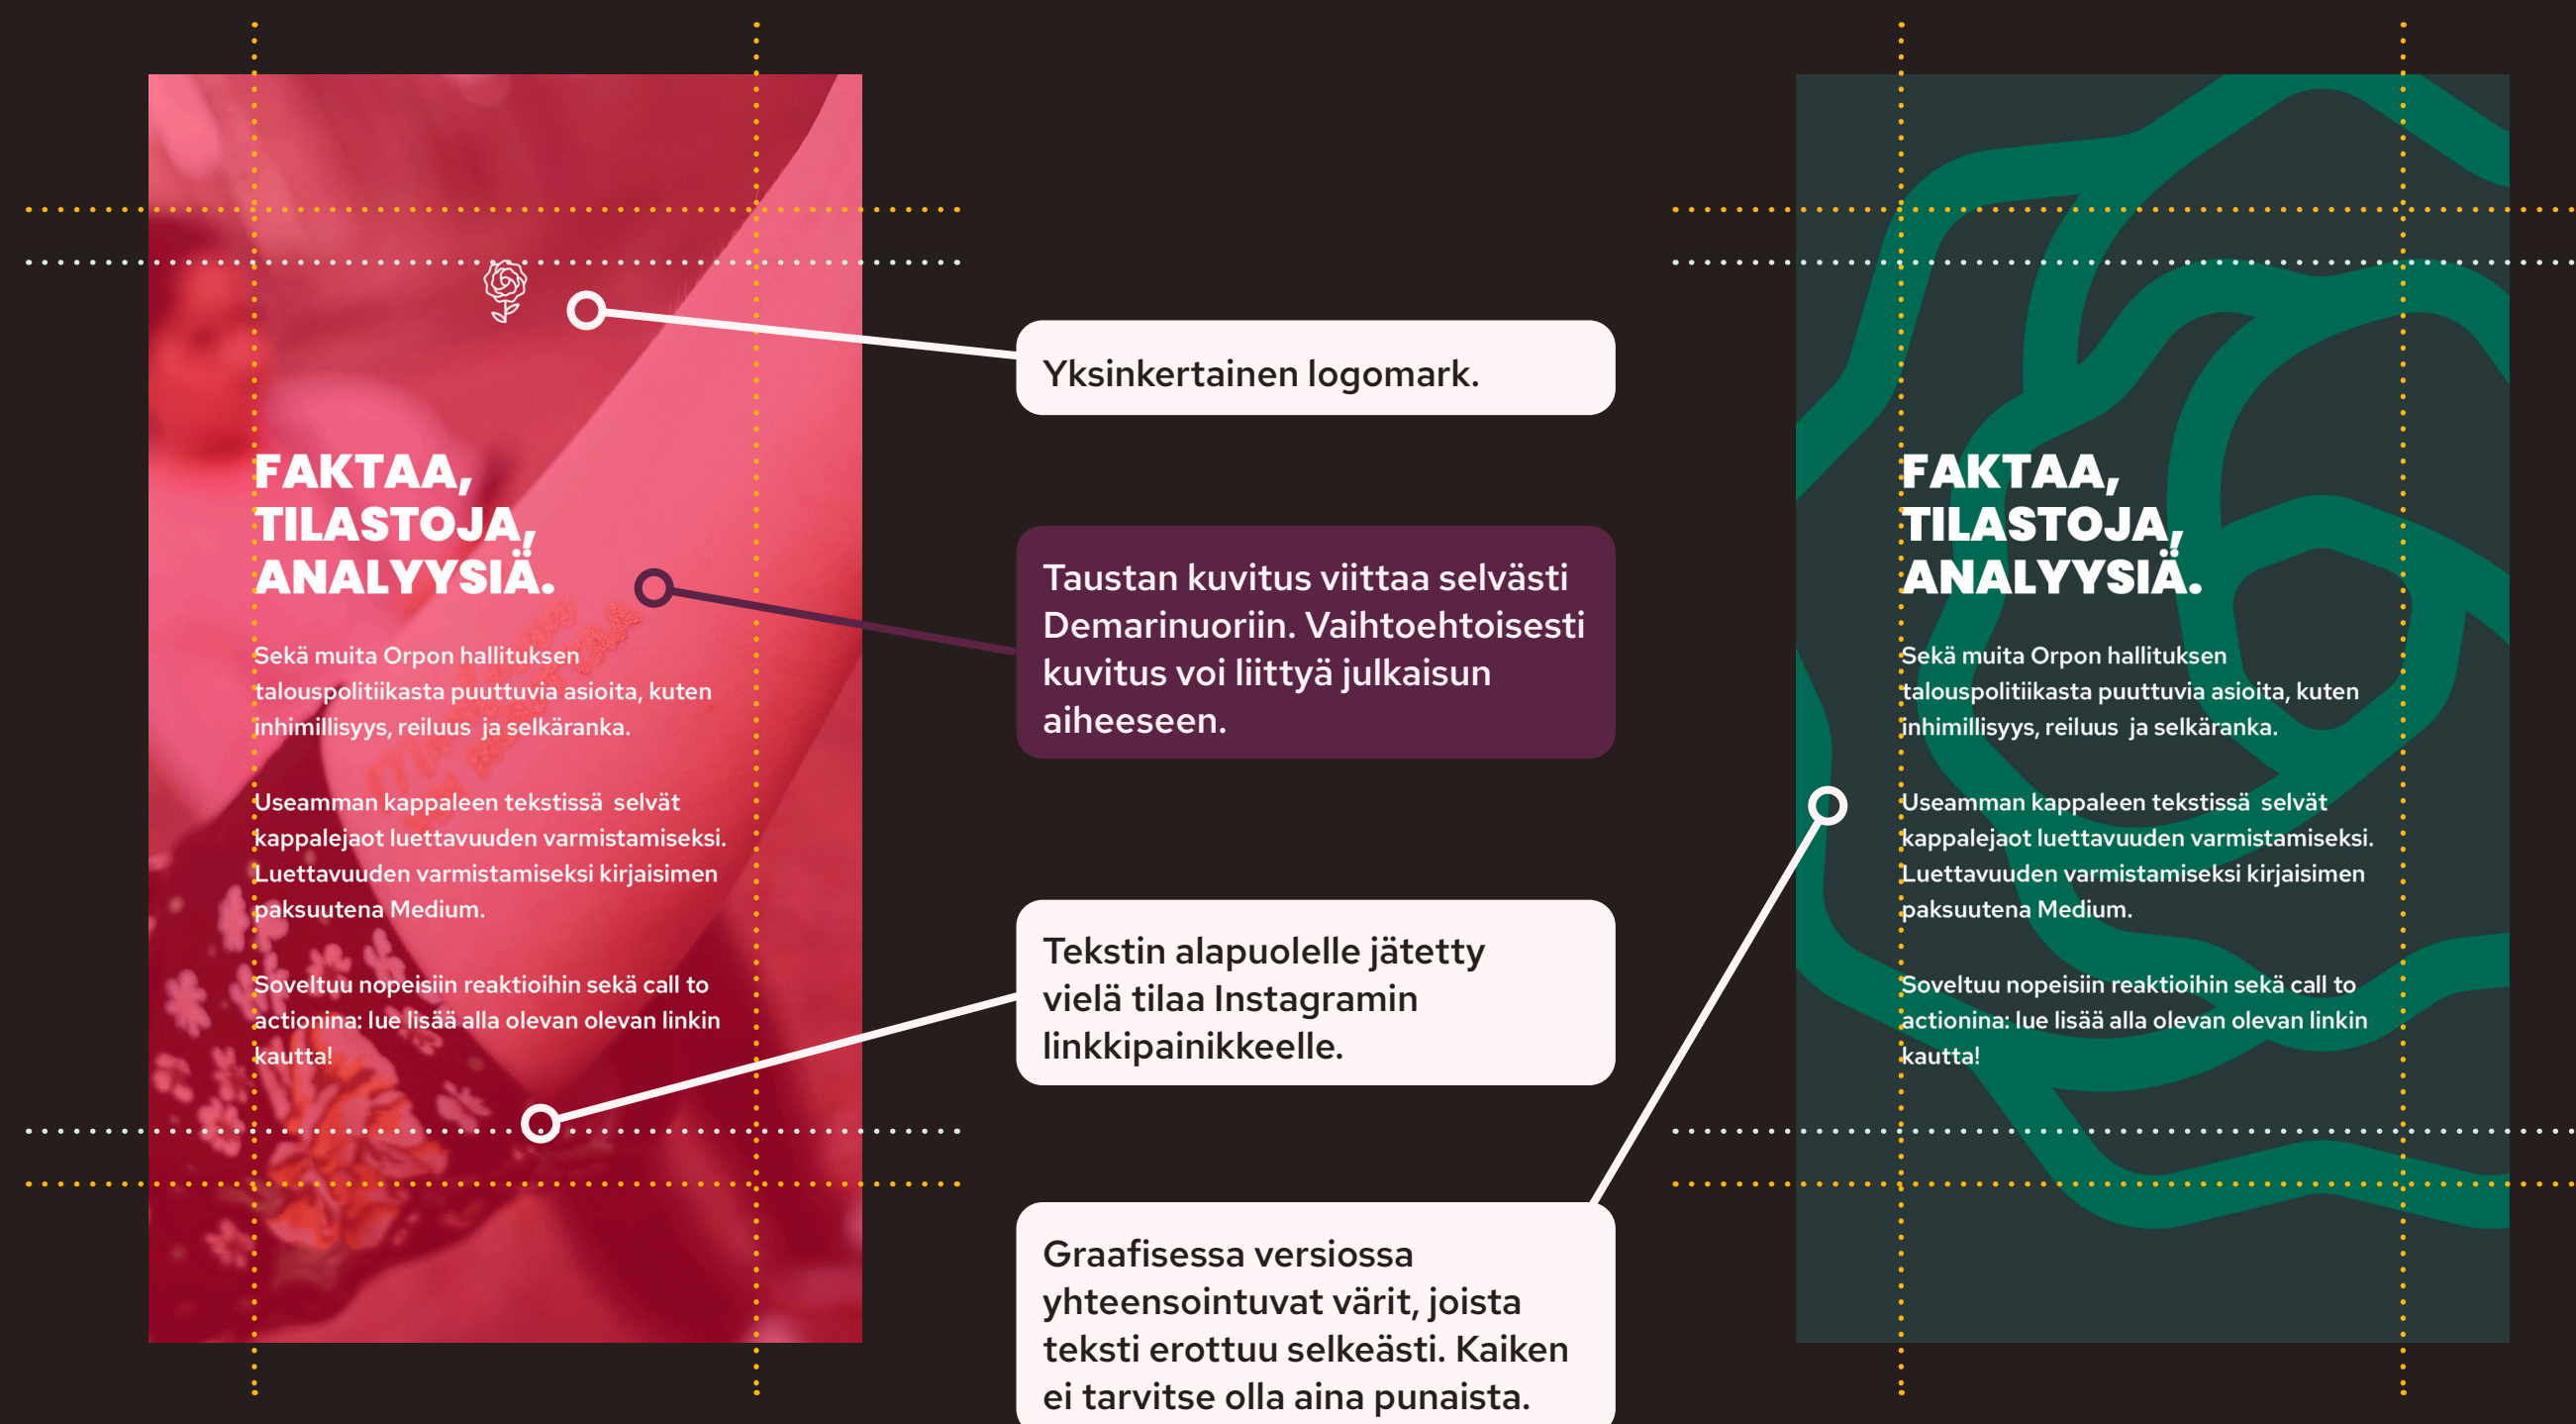 FAKTAA,
TILASTOJA,
ANALYYSIÄ.
Sekä muita Orpon hallituksen
talouspolitiikasta puuttuvia asioita, kuten
inhimillisyys, reiluus  ja selkäranka.
Useamman kappaleen tekstissä  selvät
kappalejaot luettavuuden varmistamiseksi.
Luettavuuden varmistamiseksi kirjaisimen
paksuutena Medium.
Soveltuu nopeisiin reaktioihin sekä call to
actionina: lue lisää alla olevan olevan linkin
kautta!
Yksinkertainen logomark.
Taustan kuvitus viittaa selvästi
Demarinuoriin. Vaihtoehtoisesti
kuvitus voi liittyä julkaisun
aiheeseen.
Tekstin alapuolelle jätetty
vielä tilaa Instagramin
linkkipainikkeelle.
Graafisessa versiossa
yhteensointuvat värit, joista
teksti erottuu selkeästi. Kaiken
ei tarvitse olla aina punaista.
FAKTAA,
TILASTOJA,
ANALYYSIÄ.
Sekä muita Orpon hallituksen
talouspolitiikasta puuttuvia asioita, kuten
inhimillisyys, reiluus  ja selkäranka.
Useamman kappaleen tekstissä  selvät
kappalejaot luettavuuden varmistamiseksi.
Luettavuuden varmistamiseksi kirjaisimen
paksuutena Medium.
Soveltuu nopeisiin reaktioihin sekä call to
actionina: lue lisää alla olevan olevan linkin
kautta!